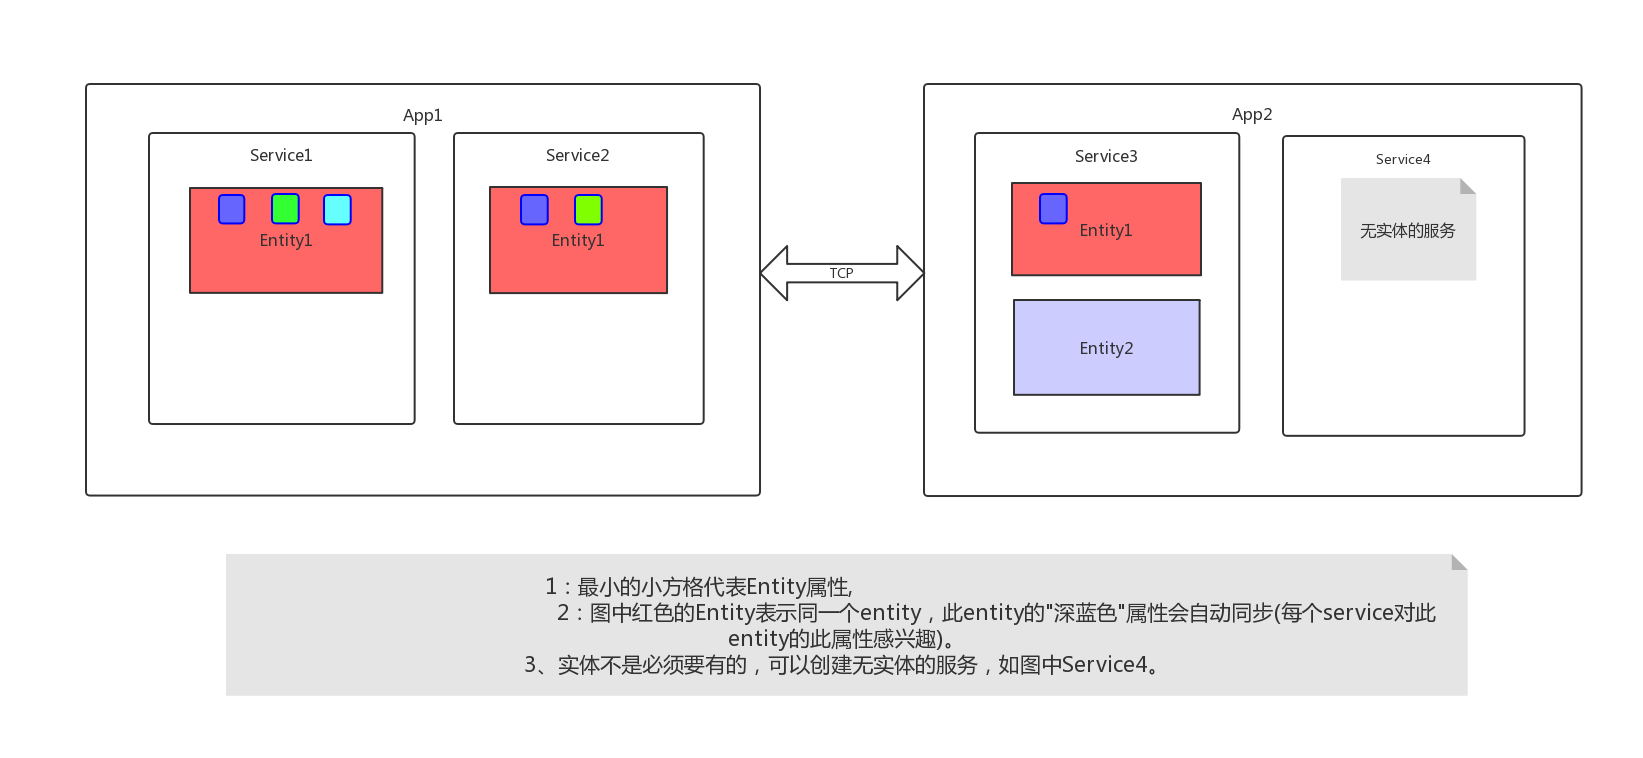 App1
App2
Service1
Service2
Service3
Service4
Entity1
Entity1
Entity1
无实体的服务
TCP
Entity2
1：最小的小方格代表Entity属性,
2：图中红色的Entity表示同一个entity，此entity的"深蓝色"属性会自动同步(每个service对此
entity的此属性感兴趣)。
3、实体不是必须要有的，可以创建无实体的服务，如图中Service4。